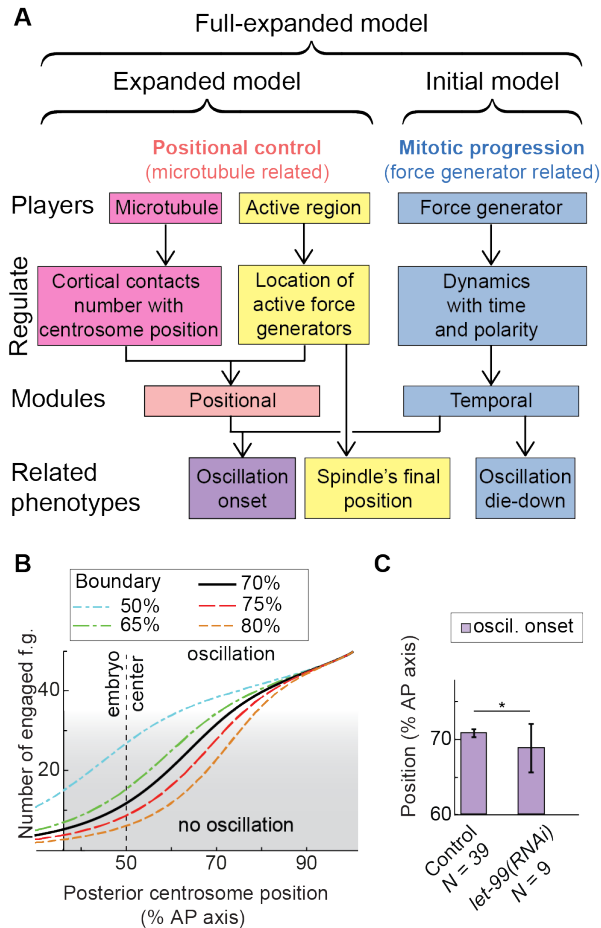 A
Full-expanded model
Expanded model
Initial model
Positional control
(microtubule related)
Mitotic progression
(force generator related)
Players
Microtubule
Active region
Force generator
Regulate
Cortical contacts
number with
centrosome position
Location of
active force
generators
Dynamics
with time
and polarity
Modules
Positional
Temporal
Related
phenotypes
Oscillation
onset
Spindle's final
position
Oscillation
die-down
B
Boundary
50%
65%
70%
75%
80%
Number of engaged f.g.
40
20
embryo
center
oscillation
no oscillation
50
70
90
Posterior centrosome position
(% AP axis)
C
oscil. onset
Position (% AP axis)
70
60
*
Control
N = 39
let-99(RNAi)
N = 9